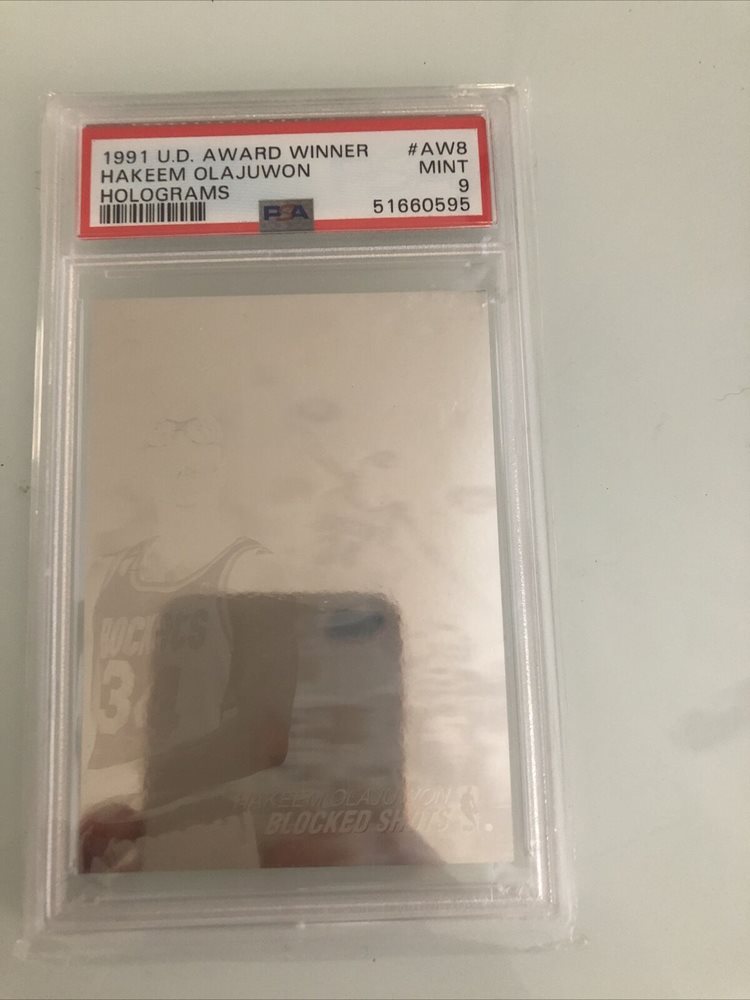 1991 U.D. AWARD WINNER #AW8
HAKEEM OLAJUWON MINT
HOLOGRAMS 9
PSA 51660595
ROCKETS
34
HAKEEM OLAJUWON
BLOCKED SHOTS